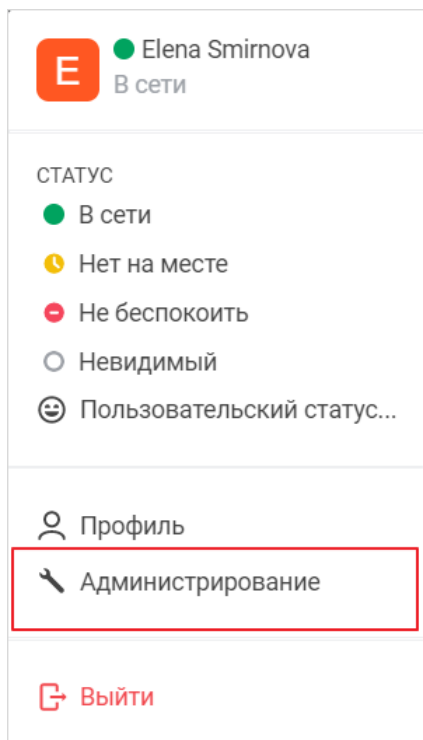 E
Elena Smirnova
В сети
СТАТУС
В сети
Нет на месте
Не беспокоить
Невидимый
Пользовательский статус...
Профиль
Администрирование
Выйти